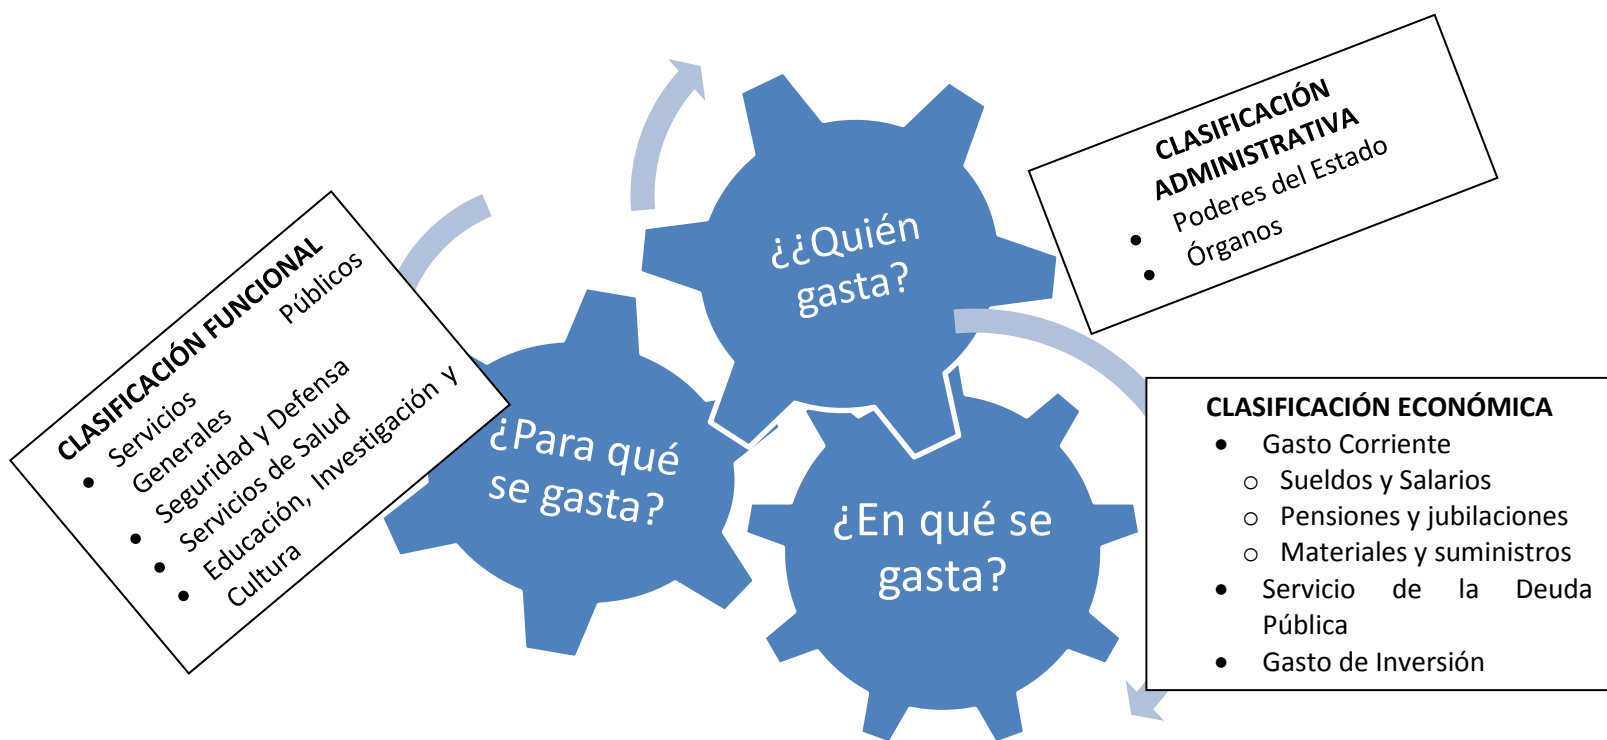 CLASIFICACIÓN
ADMINISTRATIVA
• Poderes del Estado
• Órganos
¿¿Quién
gasta?
CLASIFICACIÓN FUNCIONAL
• Servicios Públicos
Generales
• Seguridad y Defensa
• Servicios de Salud
• Educación, Investigación y
Cultura
¿Para qué
se gasta?
¿En qué se
gasta?
CLASIFICACIÓN ECONÓMICA
• Gasto Corriente
o Sueldos y Salarios
o Pensiones y jubilaciones
o Materiales y suministros
• Servicio de la Deuda
Pública
• Gasto de Inversión